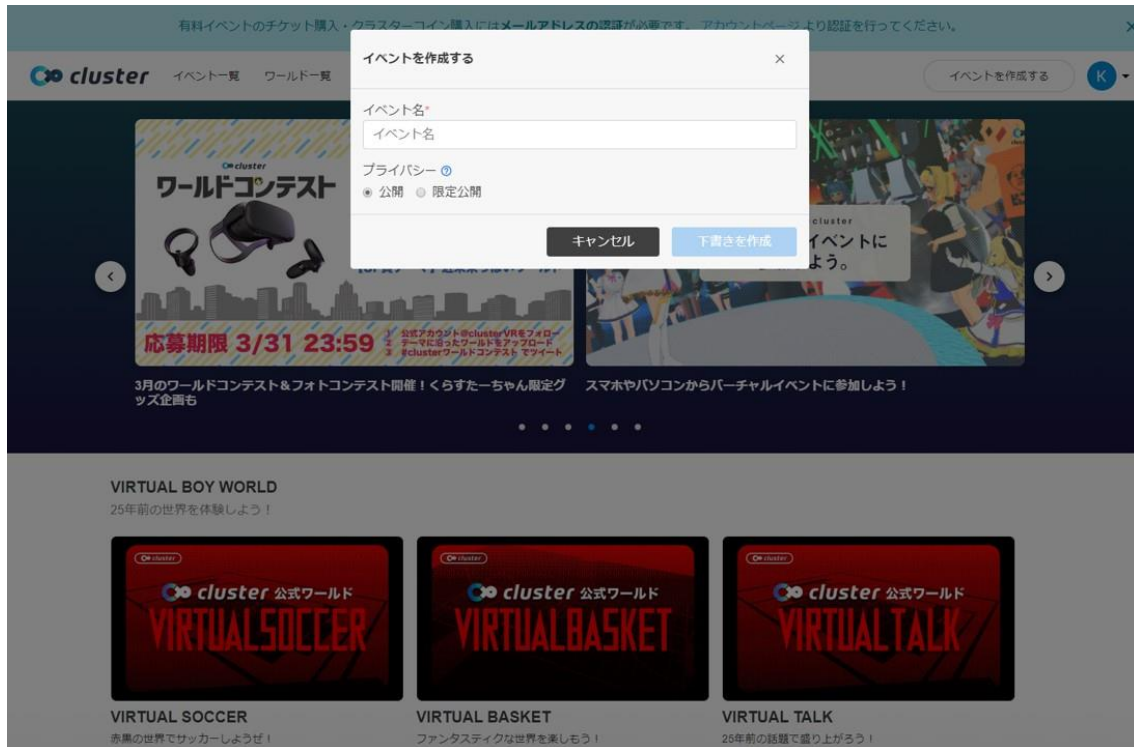 有料イベントのチケット購入・クラスターコイン購入にはメールアドレスの認証が必要です。 アカウントページ より認証を行ってください。
イベントを作成する
cluster
イベント一覧
ワールド一覧
イベントを作成する
K
イベント名*
イベント名
プライバシー
公開
限定公開
キャンセル
下書きを作成
cluster
ワールドコンテスト
応募期限 3/31 23:59
1 公式アカウント@clusterVRをフォロー
2 テーマに沿ったワールドをアップロード
3 #clusterワールドコンテスト でツイート
cluster
イベントに
よう。
3月のワールドコンテスト＆フォトコンテスト開催！くらすたーちゃん限定グ
ッズ企画も
スマホやパソコンからバーチャルイベントに参加しよう！
VIRTUAL BOY WORLD
25年前の世界を体験しよう！
cluster
cluster 公式ワールド
VIRTUALSOCCER
cluster
cluster 公式ワールド
VIRTUALBASKET
cluster
cluster 公式ワールド
VIRTUALTALK
VIRTUAL SOCCER
赤黒の世界でサッカーしようぜ！
VIRTUAL BASKET
ファンタスティクな世界を楽しもう！
VIRTUAL TALK
25年前の話題で盛り上がろう！